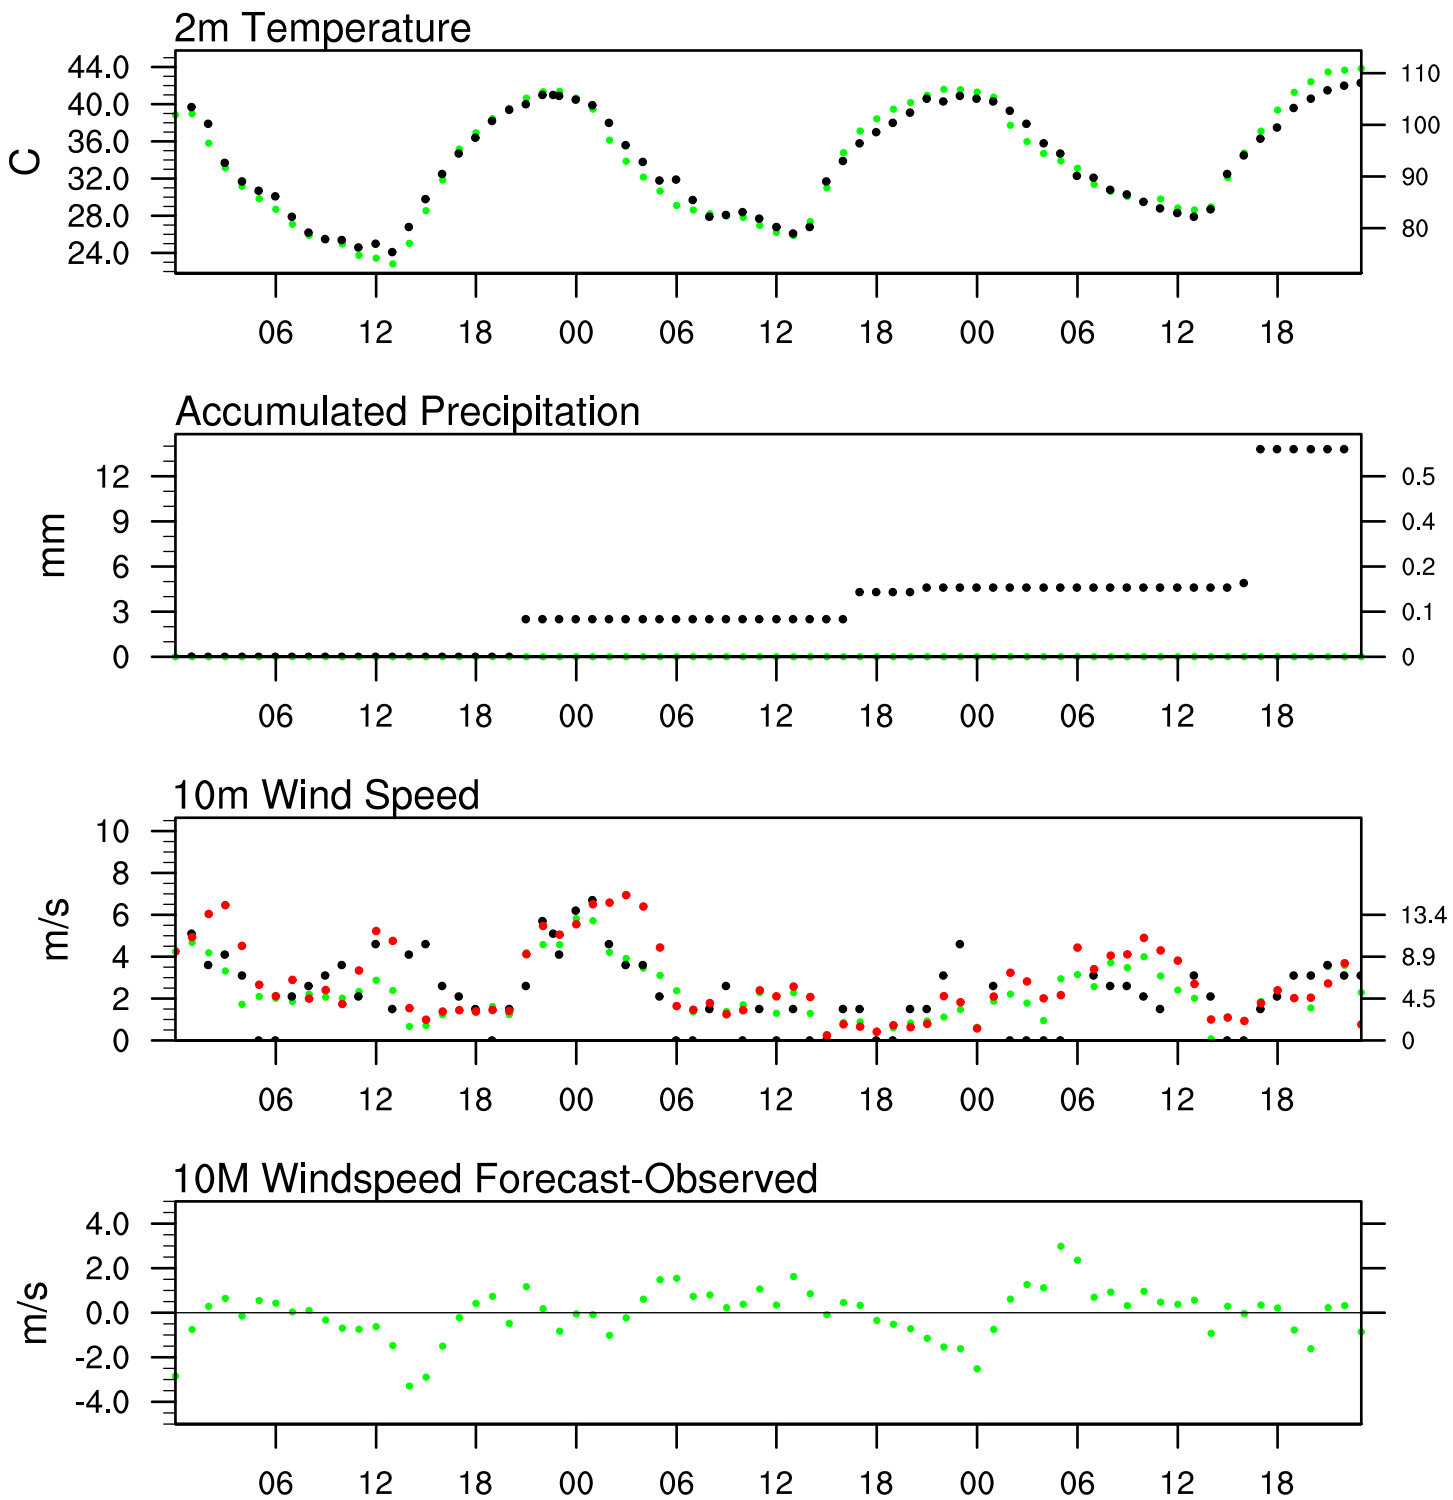 2m Temperature
44.0
40.0
36.0
32.0
28.0
24.0
C
110
100
90
80
06 12 18 00 06 12 18 00 06 12 18
Accumulated Precipitation
12
9
6
3
0
mm
0.5
0.4
0.2
0.1
0
06 12 18 00 06 12 18 00 06 12 18
10m Wind Speed
10
8
6
4
2
0
m/s
13.4
8.9
4.5
0
06 12 18 00 06 12 18 00 06 12 18
10M Windspeed Forecast-Observed
4.0
2.0
0.0
-2.0
-4.0
m/s
06 12 18 00 06 12 18 00 06 12 18